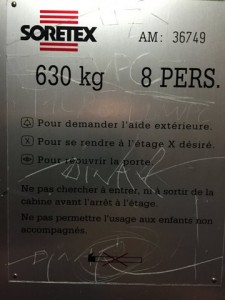 SORETEX
AM: 36749
630 kg 8 PERS.
Pour demander l'aide extérieure.
X Pour se rendre à l'étage X désiré.
Pour réouvrir la porte.
Ne pas chercher à entrer, ni à sortir de la
cabine avant l'arrêt à l'étage.
Ne pas permettre l'usage aux enfants non
accompagnés.